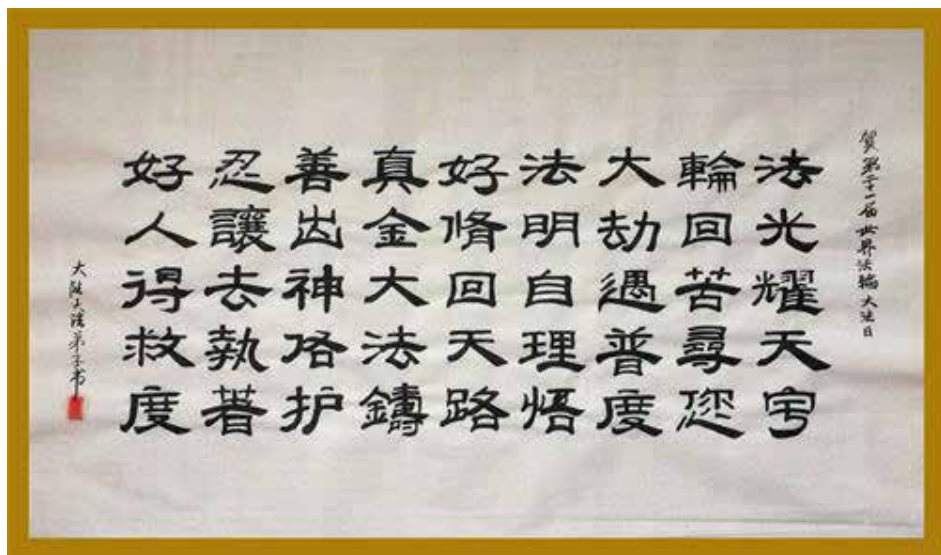 賀第二十一届世界法輪大法日
法光耀天宇
輪回苦尋您
大劫遇普度
法明自理悟
好脩回天路
真金大法鑄
善出神佑护
忍讓去執著
好人得救度
大陆大法弟子书